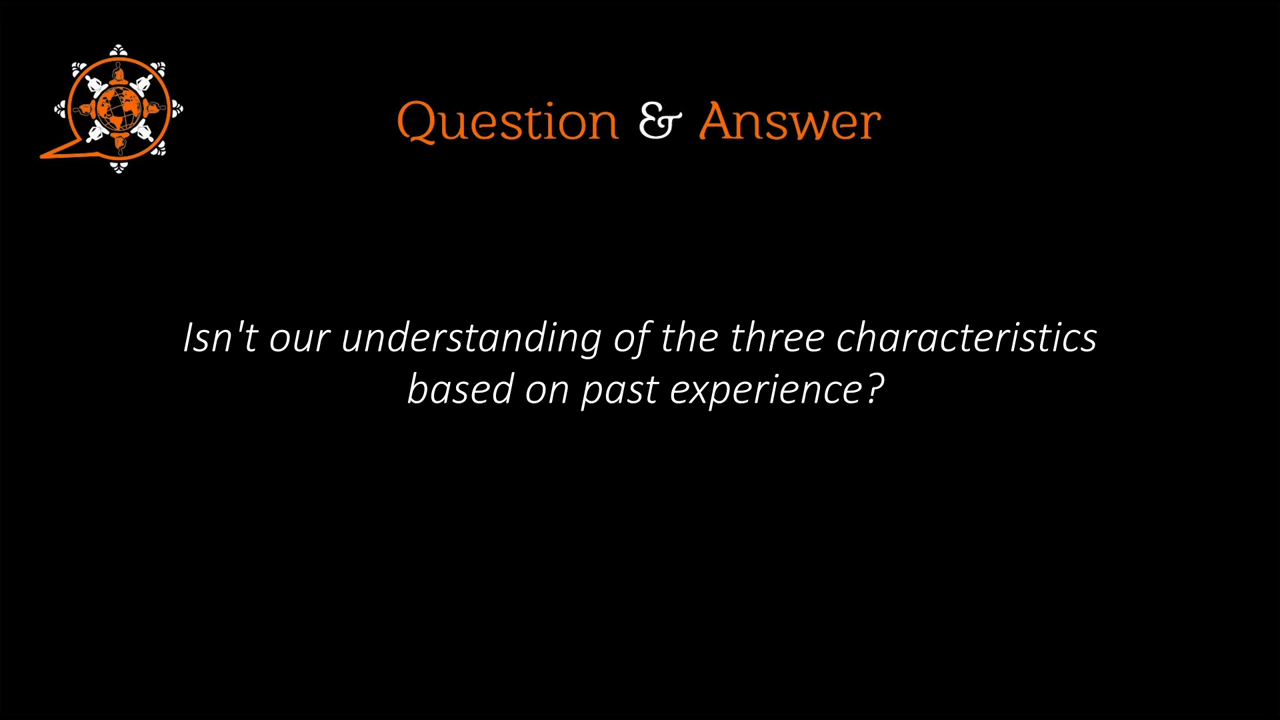 Question & Answer
Isn't our understanding of the three characteristics
based on past experience?